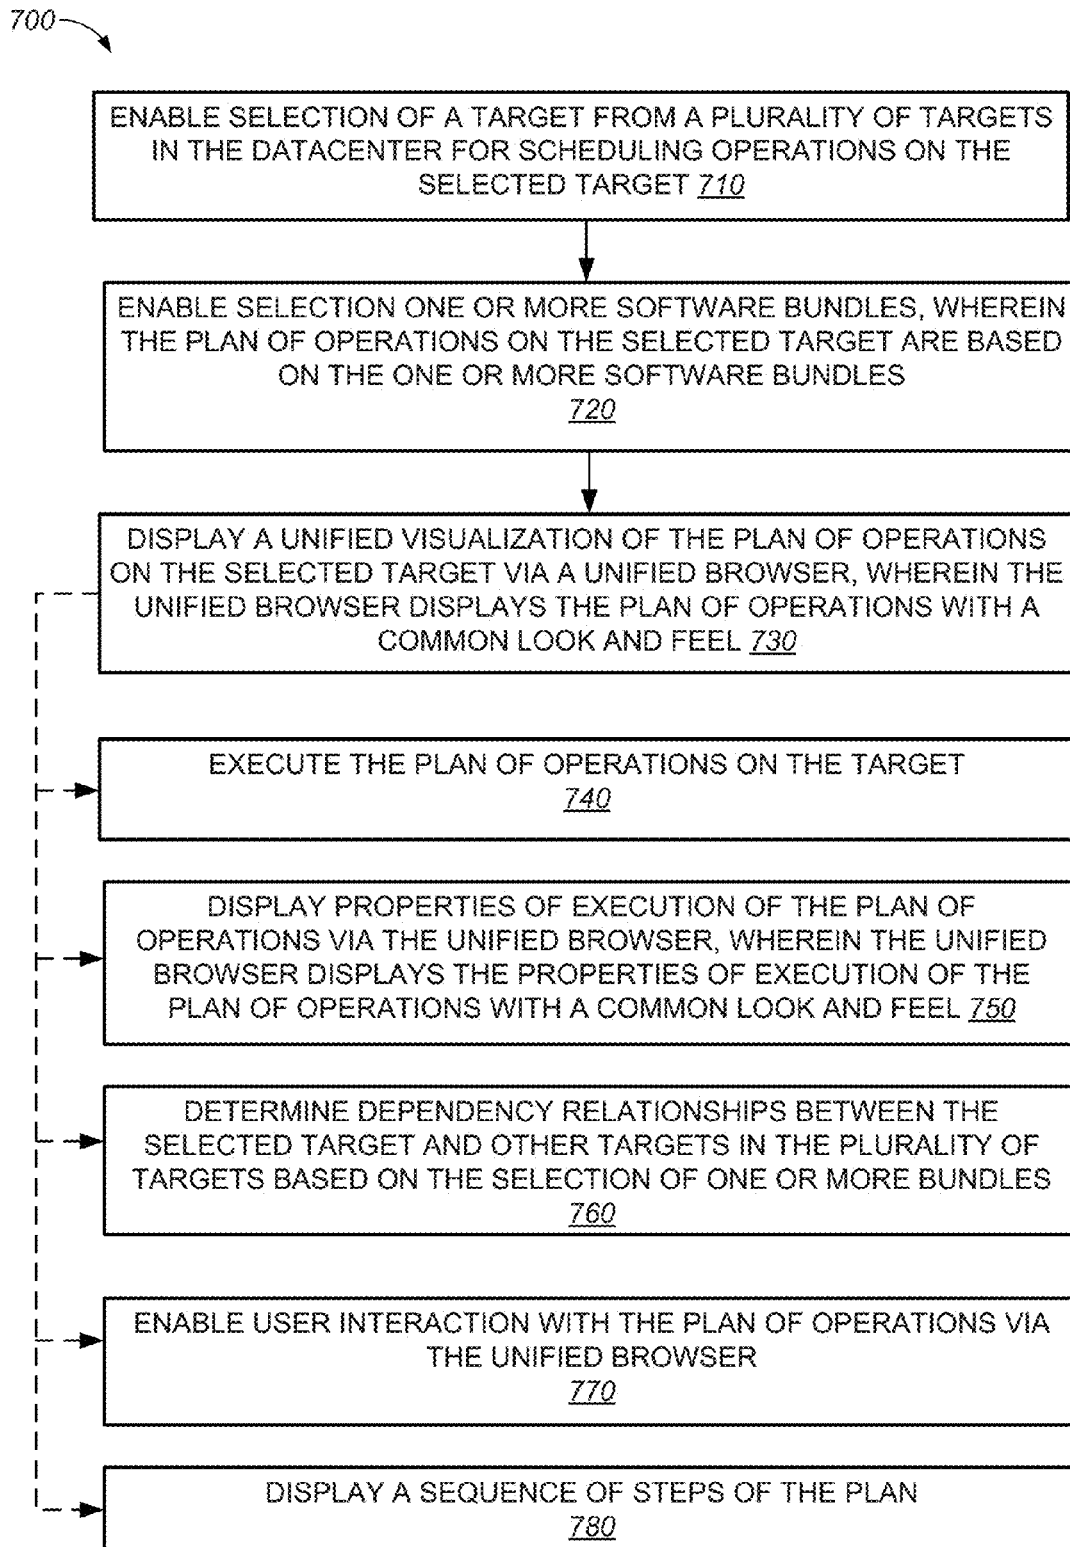 700
ENABLE SELECTION OF A TARGET FROM A PLURALITY OF TARGETS
IN THE DATACENTER FOR SCHEDULING OPERATIONS ON THE
SELECTED TARGET 710
ENABLE SELECTION ONE OR MORE SOFTWARE BUNDLES, WHEREIN
THE PLAN OF OPERATIONS ON THE SELECTED TARGET ARE BASED
ON THE ONE OR MORE SOFTWARE BUNDLES
720
DISPLAY A UNIFIED VISUALIZATION OF THE PLAN OF OPERATIONS
ON THE SELECTED TARGET VIA A UNIFIED BROWSER, WHEREIN THE
UNIFIED BROWSER DISPLAYS THE PLAN OF OPERATIONS WITH A
COMMON LOOK AND FEEL 730
EXECUTE THE PLAN OF OPERATIONS ON THE TARGET
740
DISPLAY PROPERTIES OF EXECUTION OF THE PLAN OF
OPERATIONS VIA THE UNIFIED BROWSER, WHEREIN THE UNIFIED
BROWSER DISPLAYS THE PROPERTIES OF EXECUTION OF THE
PLAN OF OPERATIONS WITH A COMMON LOOK AND FEEL 750
DETERMINE DEPENDENCY RELATIONSHIPS BETWEEN THE
SELECTED TARGET AND OTHER TARGETS IN THE PLURALITY OF
TARGETS BASED ON THE SELECTION OF ONE OR MORE BUNDLES
760
ENABLE USER INTERACTION WITH THE PLAN OF OPERATIONS VIA
THE UNIFIED BROWSER
770
DISPLAY A SEQUENCE OF STEPS OF THE PLAN
780